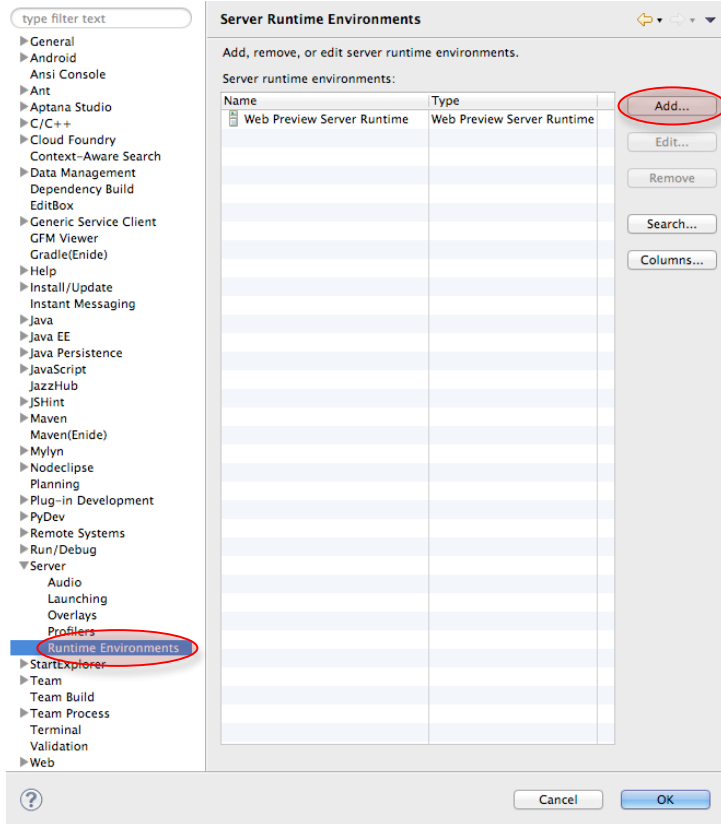 type filter text
General
Android
Ansi Console
Ant
Aptana Studio
C/C++
Cloud Foundry
Context-Aware Search
Data Management
Dependency Build
EditBox
Generic Service Client
GFM Viewer
Gradle(Enide)
Help
Install/Update
Instant Messaging
Java
Java EE
Java Persistence
JavaScript
JazzHub
JSHint
Maven
Maven(Enide)
Mylyn
Nodeclipse
Planning
Plug-in Development
PyDev
Remote Systems
Run/Debug
Server
Audio
Launching
Overlays
Profilers
Runtime Environments
StartExplorer
Team
Team Build
Team Process
Terminal
Validation
Web
Server Runtime Environments
Add, remove, or edit server runtime environments.
Server runtime environments:
Name Type
Web Preview Server Runtime Web Preview Server Runtime
Add...
Edit...
Remove
Search...
Columns...
?
Cancel OK